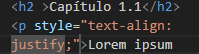 <h2 >Capítulo 1.1</h2>
<p style="text-align:
justify;">Lorem ipsum